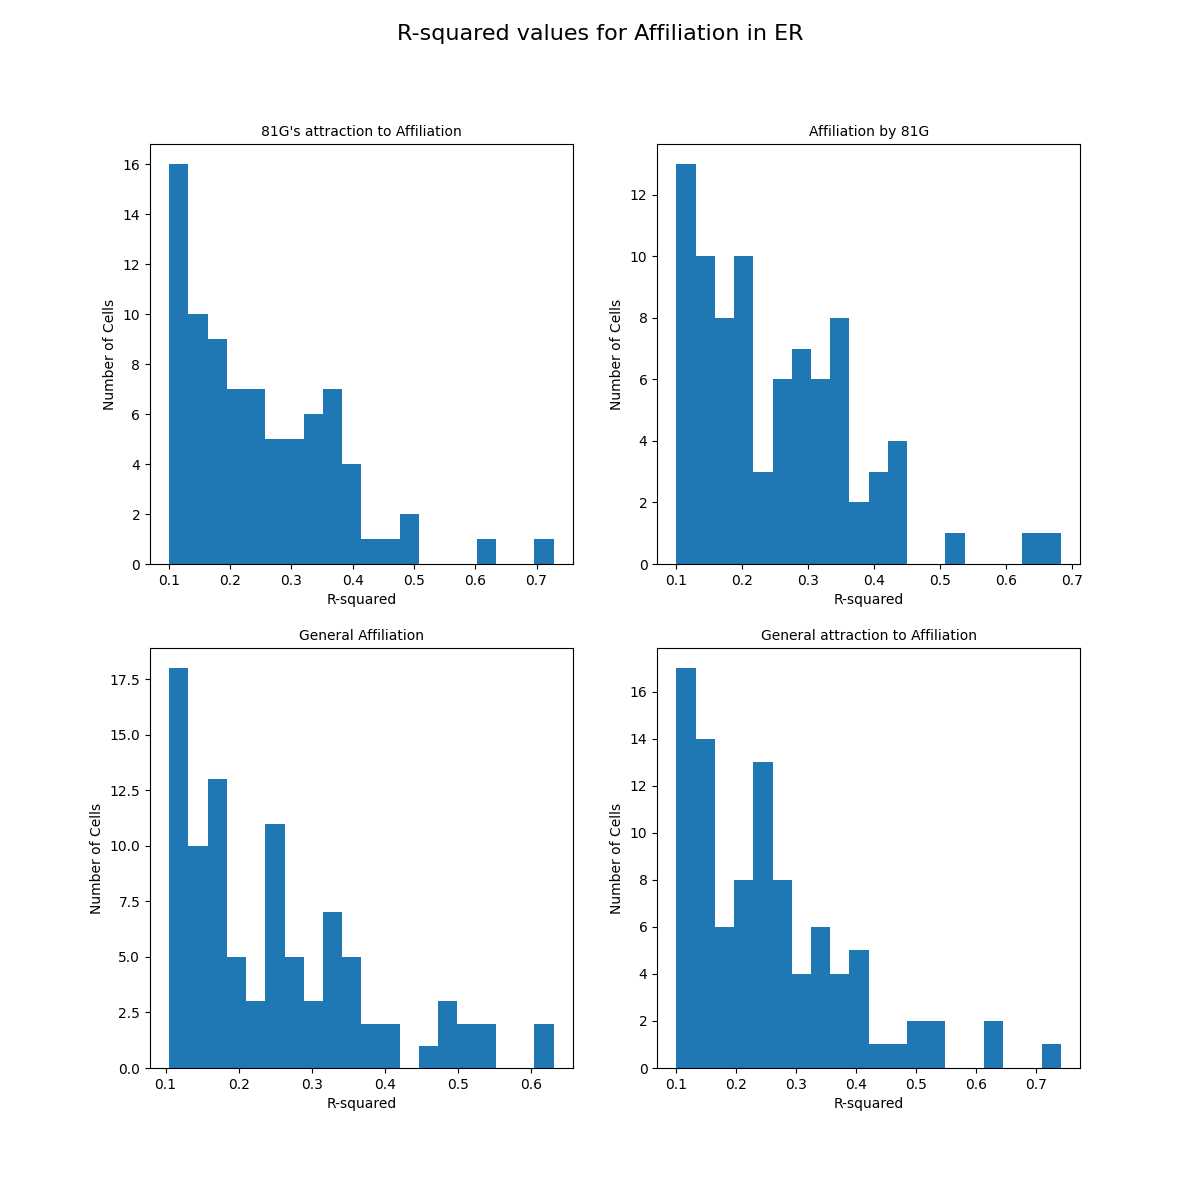 R-squared values for Affiliation in ER
81G's attraction to Affiliation
16
14
12
10
8
6
4
2
0
Number of Cells
0.1 0.2 0.3 0.4 0.5 0.6 0.7
R-squared
Affiliation by 81G
12
10
8
6
4
2
0
Number of Cells
0.1 0.2 0.3 0.4 0.5 0.6 0.7
R-squared
General Affiliation
17.5
15.0
12.5
10.0
7.5
5.0
2.5
0.0
Number of Cells
0.1 0.2 0.3 0.4 0.5 0.6
R-squared
General attraction to Affiliation
16
14
12
10
8
6
4
2
0
Number of Cells
0.1 0.2 0.3 0.4 0.5 0.6 0.7
R-squared